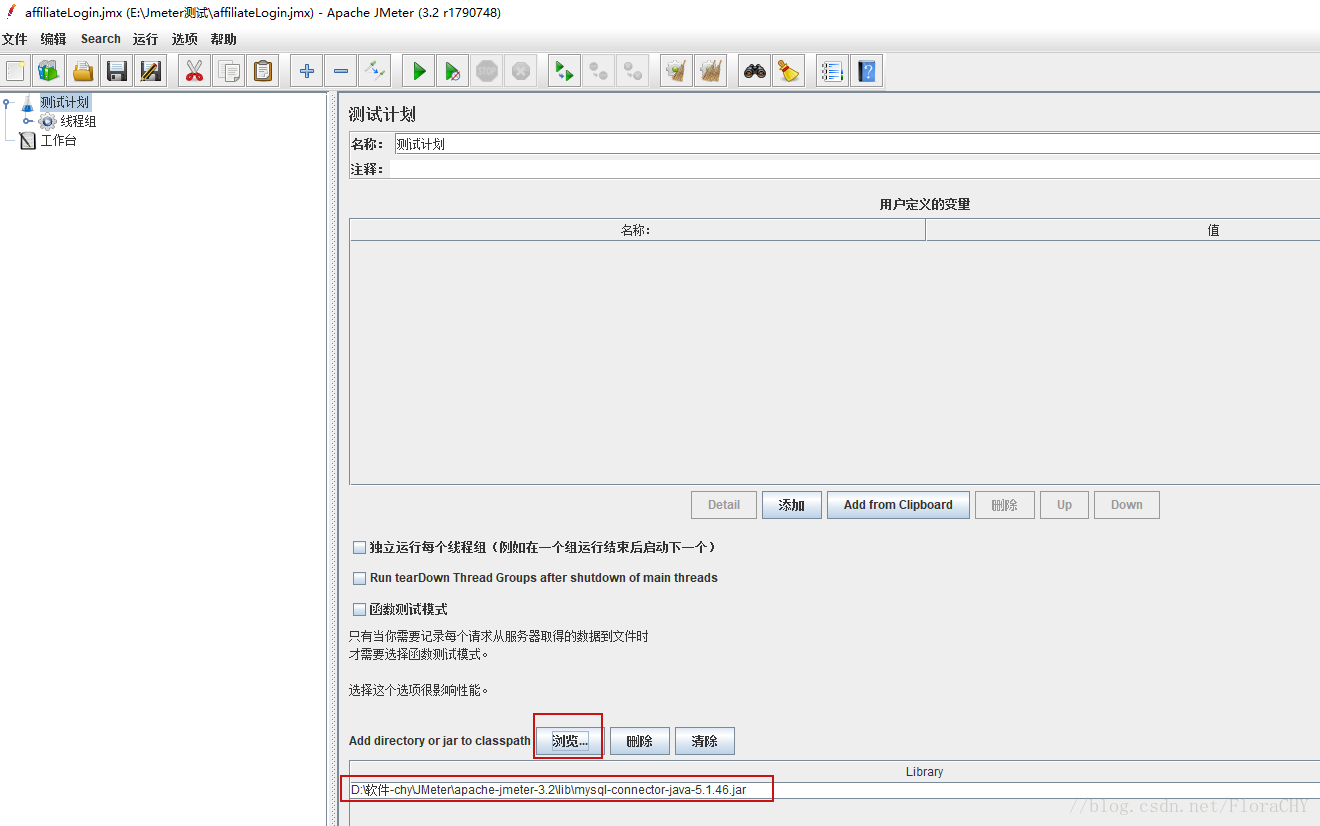 affiliateLogin.jmx (E:\Jmeter测试\affiliateLogin.jmx) - Apache JMeter (3.2 r1790748)
文件 编辑 Search 运行 选项 帮助
STOP
测试计划
线程组
工作台
测试计划
名称： 测试计划
注释：
用户定义的变量
名称： 值
Detail 添加 Add from Clipboard 删除 Up Down
独立运行每个线程组（例如在一个组运行结束后启动下一个）
Run tearDown Thread Groups after shutdown of main threads
函数测试模式
只有当你需要记录每个请求从服务器取得的数据到文件时
才需要选择函数测试模式。
选择这个选项很影响性能。
Add directory or jar to classpath 浏览... 删除 清除
Library
D:\软件-chy\JMeter\apache-jmeter-3.2\lib\mysql-connector-java-5.1.46.jar
//blog.csdn.net/FloraCHY